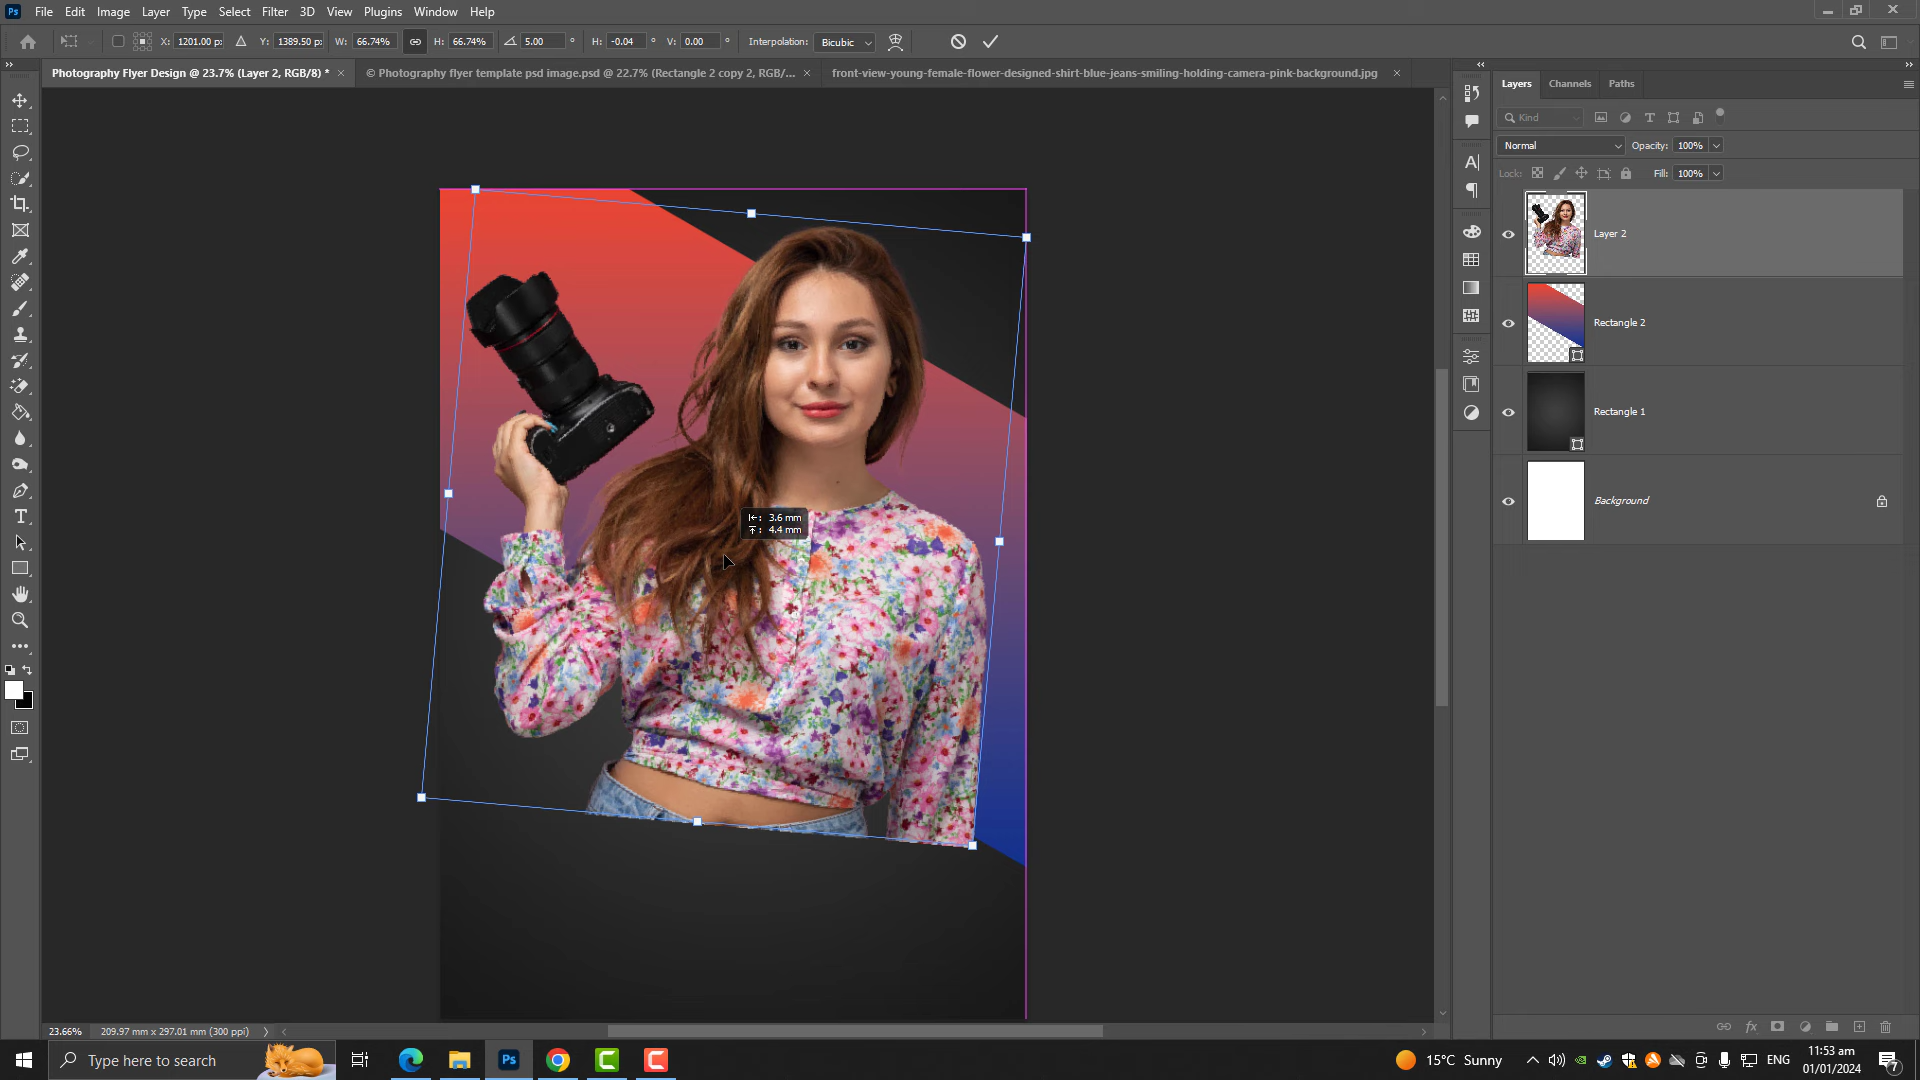 Ps File Edit Image Layer Type Select Filter 3D View Plugins Window Help
X: 1201.00 p: Y: 1389.50 p: W: 66.74% H: 66.74% 5.00 ° H: -0.04 ° V: 0.00 ° Interpolation: Bicubic
Photography Flyer Design @ 23.7% (Layer 2, RGB/8) * × © Photography flyer template psd image.psd @ 22.7% (Rectangle 2 copy 2, RGB/... × front-view-young-female-flower-designed-shirt-blue-jeans-smiling-holding-camera-pink-background.jpg ×
Layers Channels Paths
Kind
Normal Opacity: 100%
Lock: Fill: 100%
Layer 2
Rectangle 2
Rectangle 1
Background
: 3.6 mm
: 4.4 mm
23.66% 209.97 mm x 297.01 mm (300 ppi)
Type here to search
Ps
15°C Sunny
ENG
11:53 am
01/01/2024
7